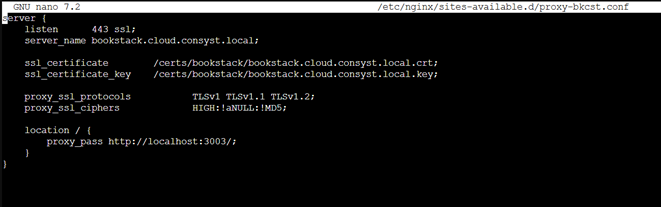 GNU nano 7.2 /etc/nginx/sites-available.d/proxy-bkcst.conf
server {
listen 443 ssl;
server_name bookstack.cloud.consyst.local;
ssl_certificate /certs/bookstack/bookstack.cloud.consyst.local.crt;
ssl_certificate_key /certs/bookstack/bookstack.cloud.consyst.local.key;
proxy_ssl_protocols TLSv1 TLSv1.1 TLSv1.2;
proxy_ssl_ciphers HIGH:!aNULL:!MD5;
location / {
proxy_pass http://localhost:3003/;
}
}